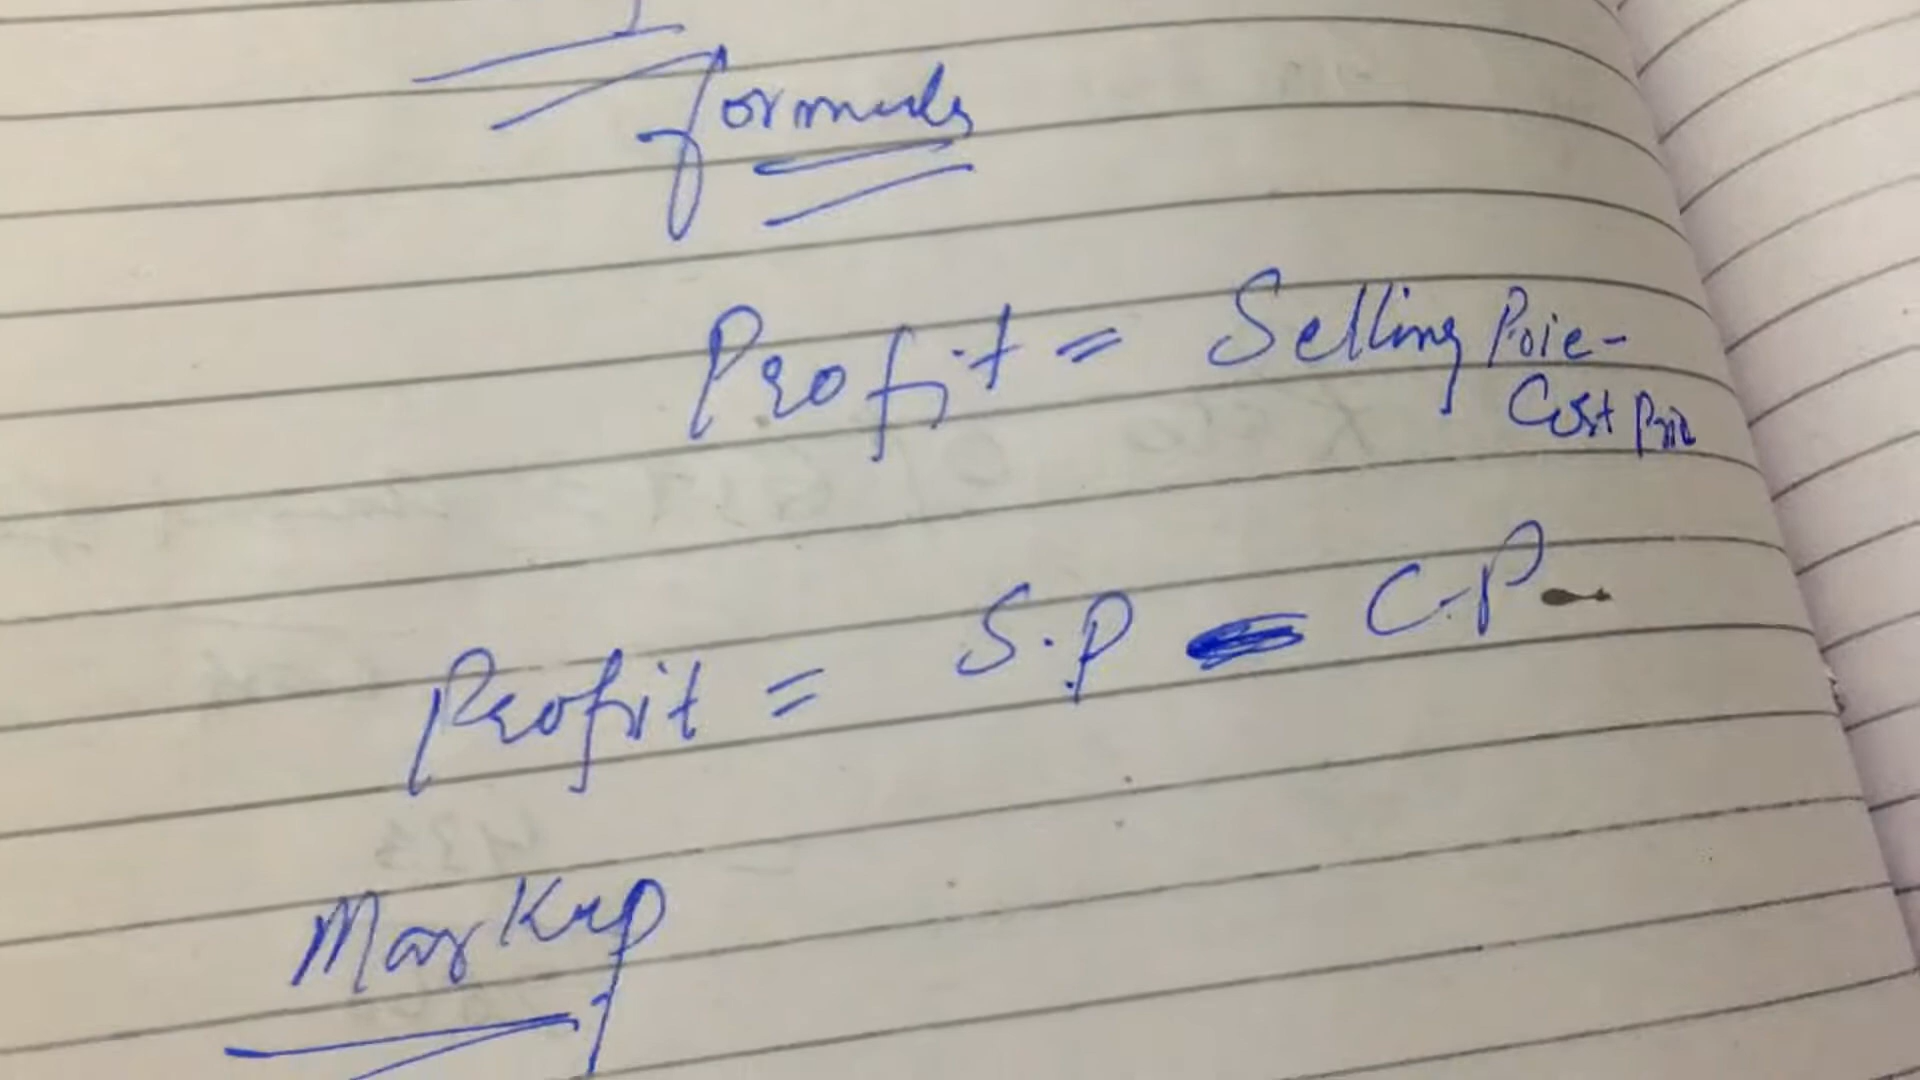 formula
Profit = Selling Price -
Cost Price
Profit = S.P - C.P
Markup